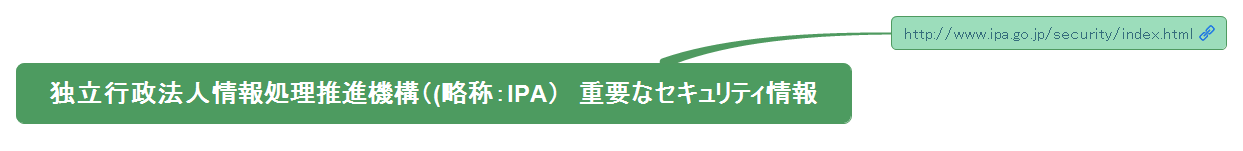 http://www.ipa.go.jp/security/index.html
独立行政法人情報処理推進機構((略称:IPA） 重要なセキュリティ情報